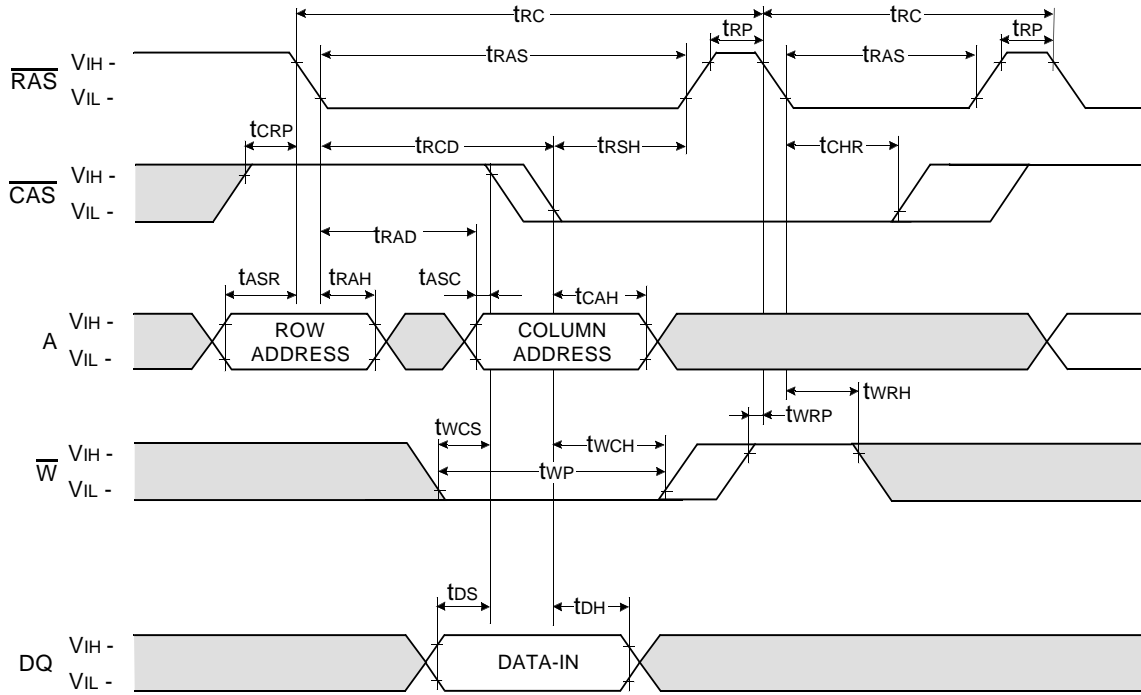 tRC tRC
tRP tRP
tRAS tRAS
RAS VIH -
VIL -
tCRP tRCD tRSH tCHR
CAS VIH -
VIL -
tRAD
tASR tRAH tASC tCAH
A VIH -
VIL -
ROW ADDRESS
COLUMN ADDRESS
tWRH
tWRP
tWCS tWCH
tWP
W VIH -
VIL -
tDS tDH
DQ VIH -
VIL -
DATA-IN